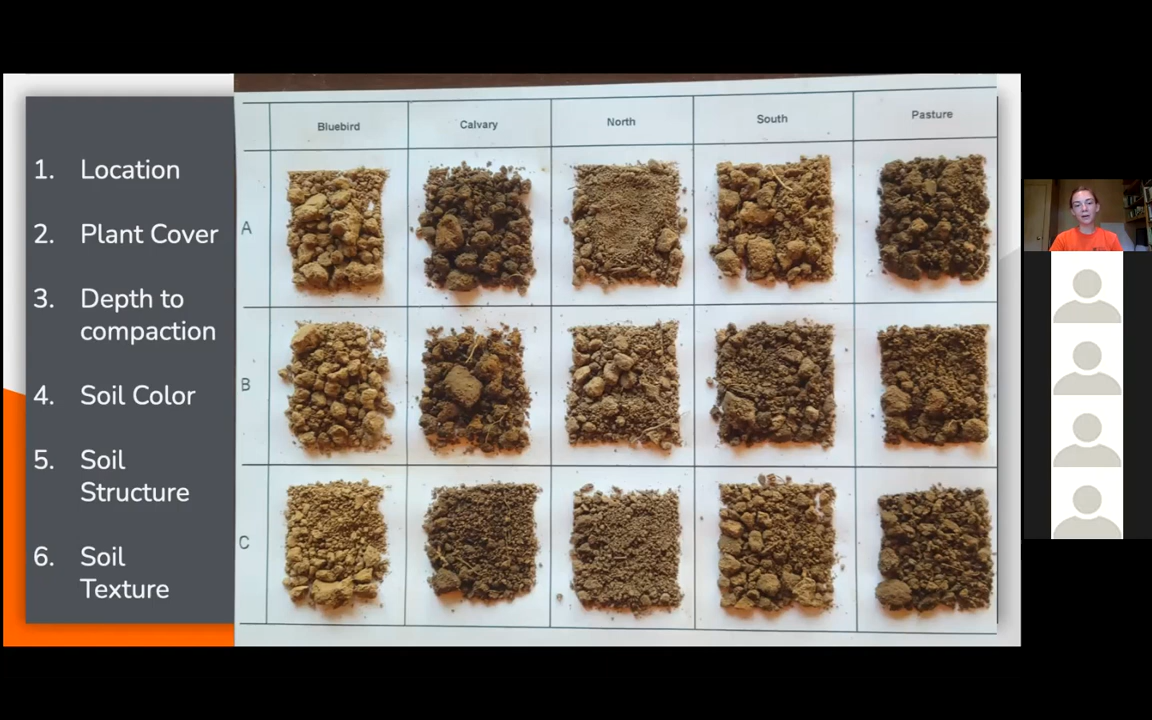 1. Location
2. Plant Cover
3. Depth to
compaction
4. Soil Color
5. Soil
Structure
6. Soil
Texture
Bluebird Calvary North South Pasture
A
B
C